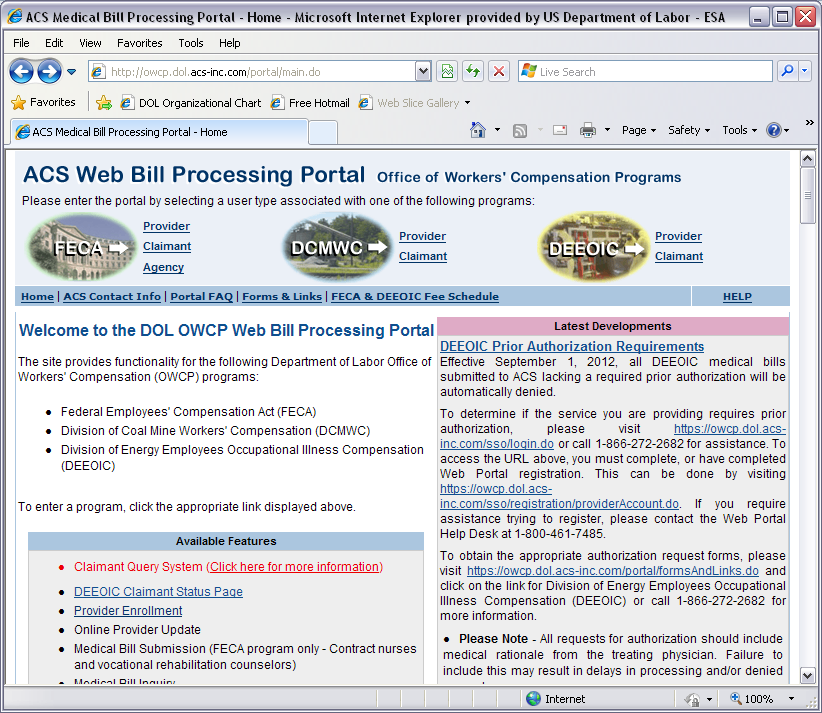 ACS Medical Bill Processing Portal - Home - Microsoft Internet Explorer provided by US Department of Labor - ESA
File Edit View Favorites Tools Help
http://owcp.dol.acs-inc.com/portal/main.do
Live Search
Favorites
DOL Organizational Chart
Free Hotmail
Web Slice Gallery
ACS Medical Bill Processing Portal - Home
Page Safety Tools
ACS Web Bill Processing Portal Office of Workers' Compensation Programs
Please enter the portal by selecting a user type associated with one of the following programs:
FECA
Provider
Claimant
Agency
DCMWC
Provider
Claimant
DEEOIC
Provider
Claimant
Home | ACS Contact Info | Portal FAQ | Forms & Links | FECA & DEEOIC Fee Schedule
HELP
Welcome to the DOL OWCP Web Bill Processing Portal
The site provides functionality for the following Department of Labor Office of
Workers' Compensation (OWCP) programs:
• Federal Employees' Compensation Act (FECA)
• Division of Coal Mine Workers' Compensation (DCMWC)
• Division of Energy Employees Occupational Illness Compensation
(DEEOIC)
To enter a program, click the appropriate link displayed above.
Available Features
• Claimant Query System (Click here for more information)
• DEEOIC Claimant Status Page
• Provider Enrollment
• Online Provider Update
• Medical Bill Submission (FECA program only - Contract nurses
and vocational rehabilitation counselors)
• Medical Bill Inquiry
Latest Developments
DEEOIC Prior Authorization Requirements
Effective September 1, 2012, all DEEOIC medical bills
submitted to ACS lacking a required prior authorization will be
automatically denied.
To determine if the service you are providing requires prior
authorization, please visit https://owcp.dol.acs-
inc.com/sso/login.do or call 1-866-272-2682 for assistance. To
access the URL above, you must complete, or have completed
Web Portal registration. This can be done by visiting
https://owcp.dol.acs-
inc.com/sso/registration/providerAccount.do. If you require
assistance trying to register, please contact the Web Portal
Help Desk at 1-800-461-7485.
To obtain the appropriate authorization request forms, please
visit https://owcp.dol.acs-inc.com/portal/formsAndLinks.do and
click on the link for Division of Energy Employees Occupational
Illness Compensation (DEEOIC) or call 1-866-272-2682 for
more information.
• Please Note - All requests for authorization should include
medical rationale from the treating physician. Failure to
include this may result in delays in processing and/or denied
Internet
100%